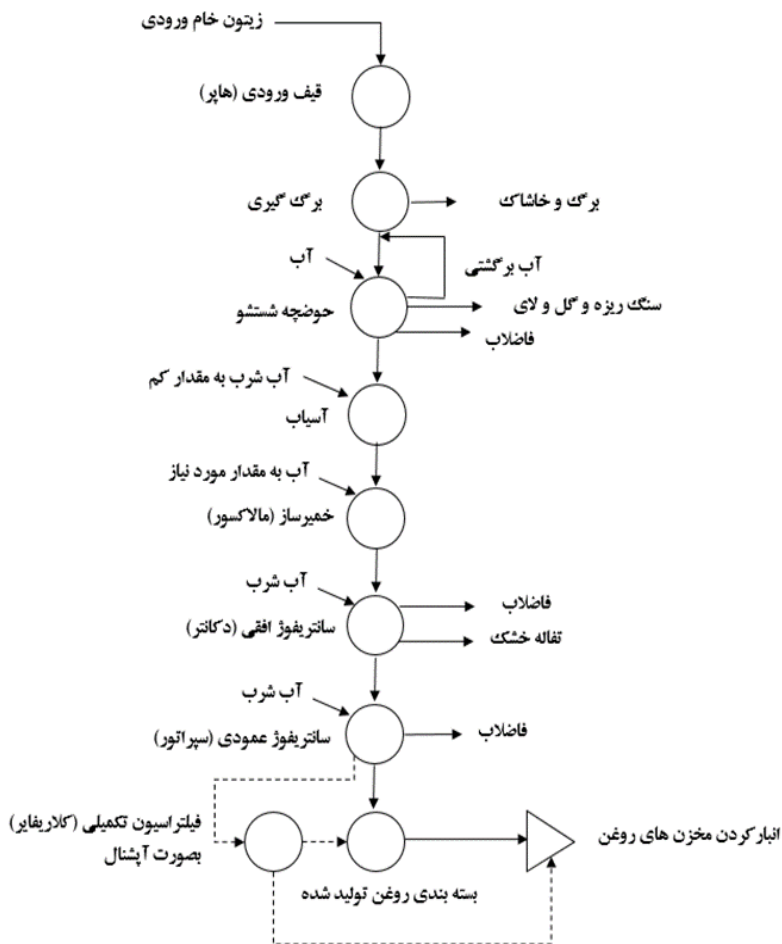 زیتون خام ورودی
قیف ورودی (هاپر)
برگ گیری
برگ و خاشاک
آب برگشتی
آب
حوضچه شستشو
سنگ ریزه و گل و لای
فاضلاب
آب شرب به مقدار کم
آسیاب
آب به مقدار مورد نیاز
خمیرساز (مالاکسور)
آب شرب
سانتریفوژ افقی (دکانتر)
فاضلاب
تفاله خشک
آب شرب
سانتریفوژ عمودی (سپراتور)
فاضلاب
فیلتراسیون تکمیلی (کلاریفایر)
بصورت آپشنال
انبار کردن مخزن های روغن
بسته بندی روغن تولید شده